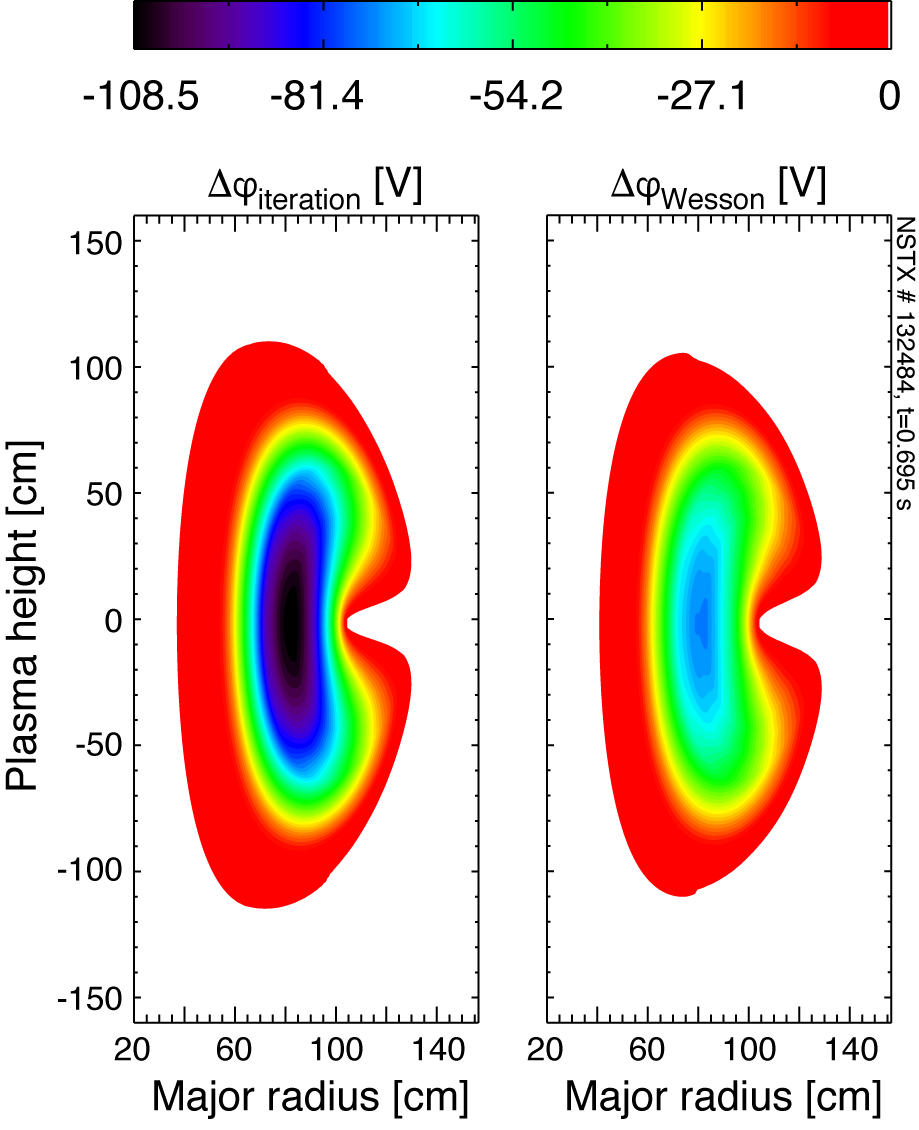 -108.5 -81.4 -54.2 -27.1 0
Δφiteration [V] ΔφWesson [V]
NSTX # 132484, t=0.695 s
Plasma height [cm]
150
100
50
0
-50
-100
-150
20 60 100 140 20 60 100 140
Major radius [cm] Major radius [cm]